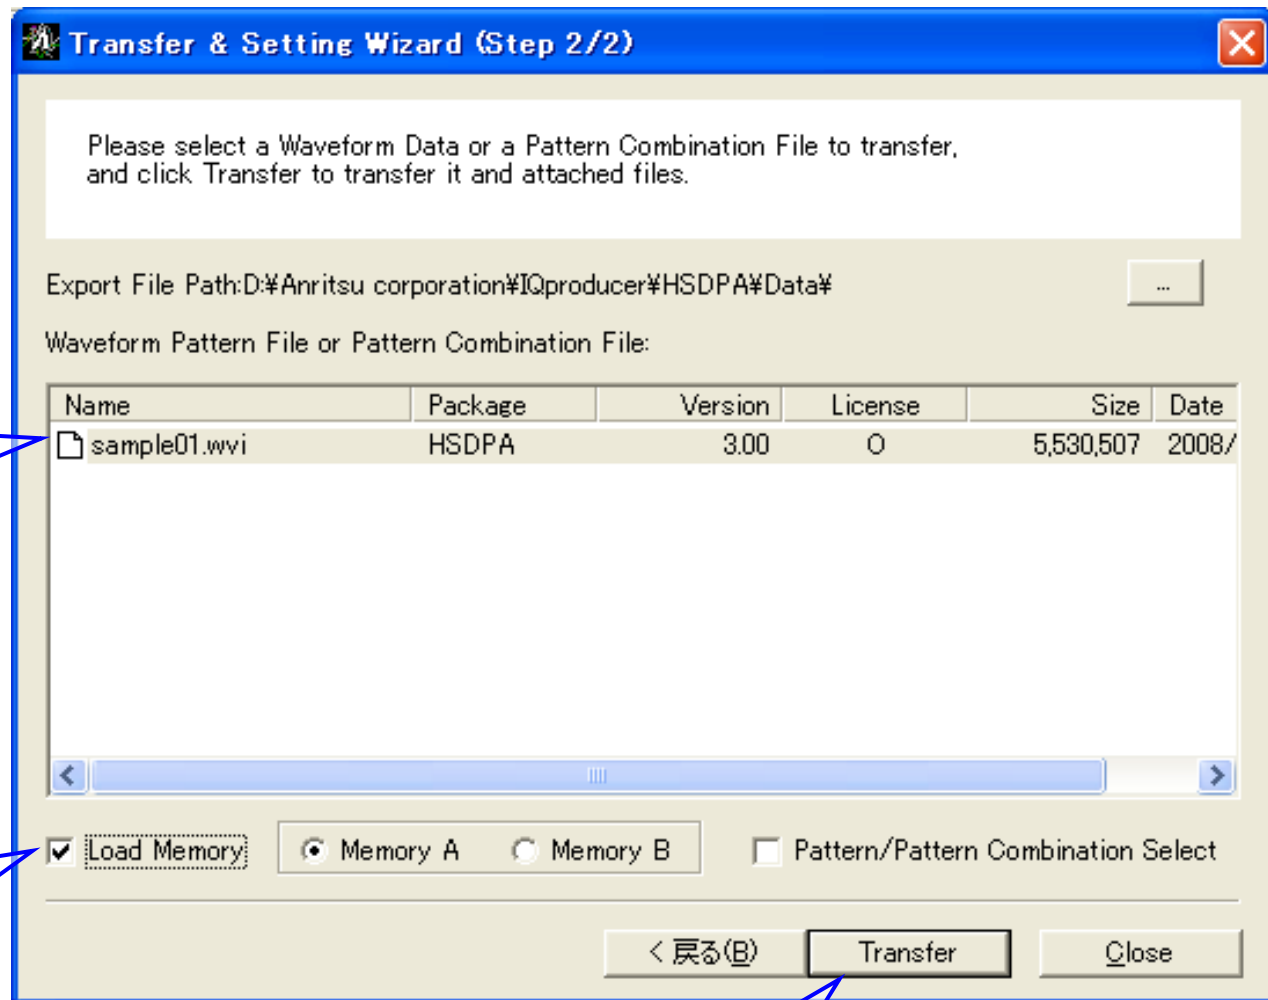 Transfer & Setting Wizard (Step 2/2)
Please select a Waveform Data or a Pattern Combination File to transfer,
and click Transfer to transfer it and attached files.
Export File Path:D:¥Anritsu corporation¥IQproducer¥HSDPA¥Data¥
...
Waveform Pattern File or Pattern Combination File:
Name Package Version License Size Date
sample01.wvi HSDPA 3.00 O 5,530,507 2008/
Load Memory Memory A Memory B Pattern/Pattern Combination Select
< 戻る(B) Transfer Close